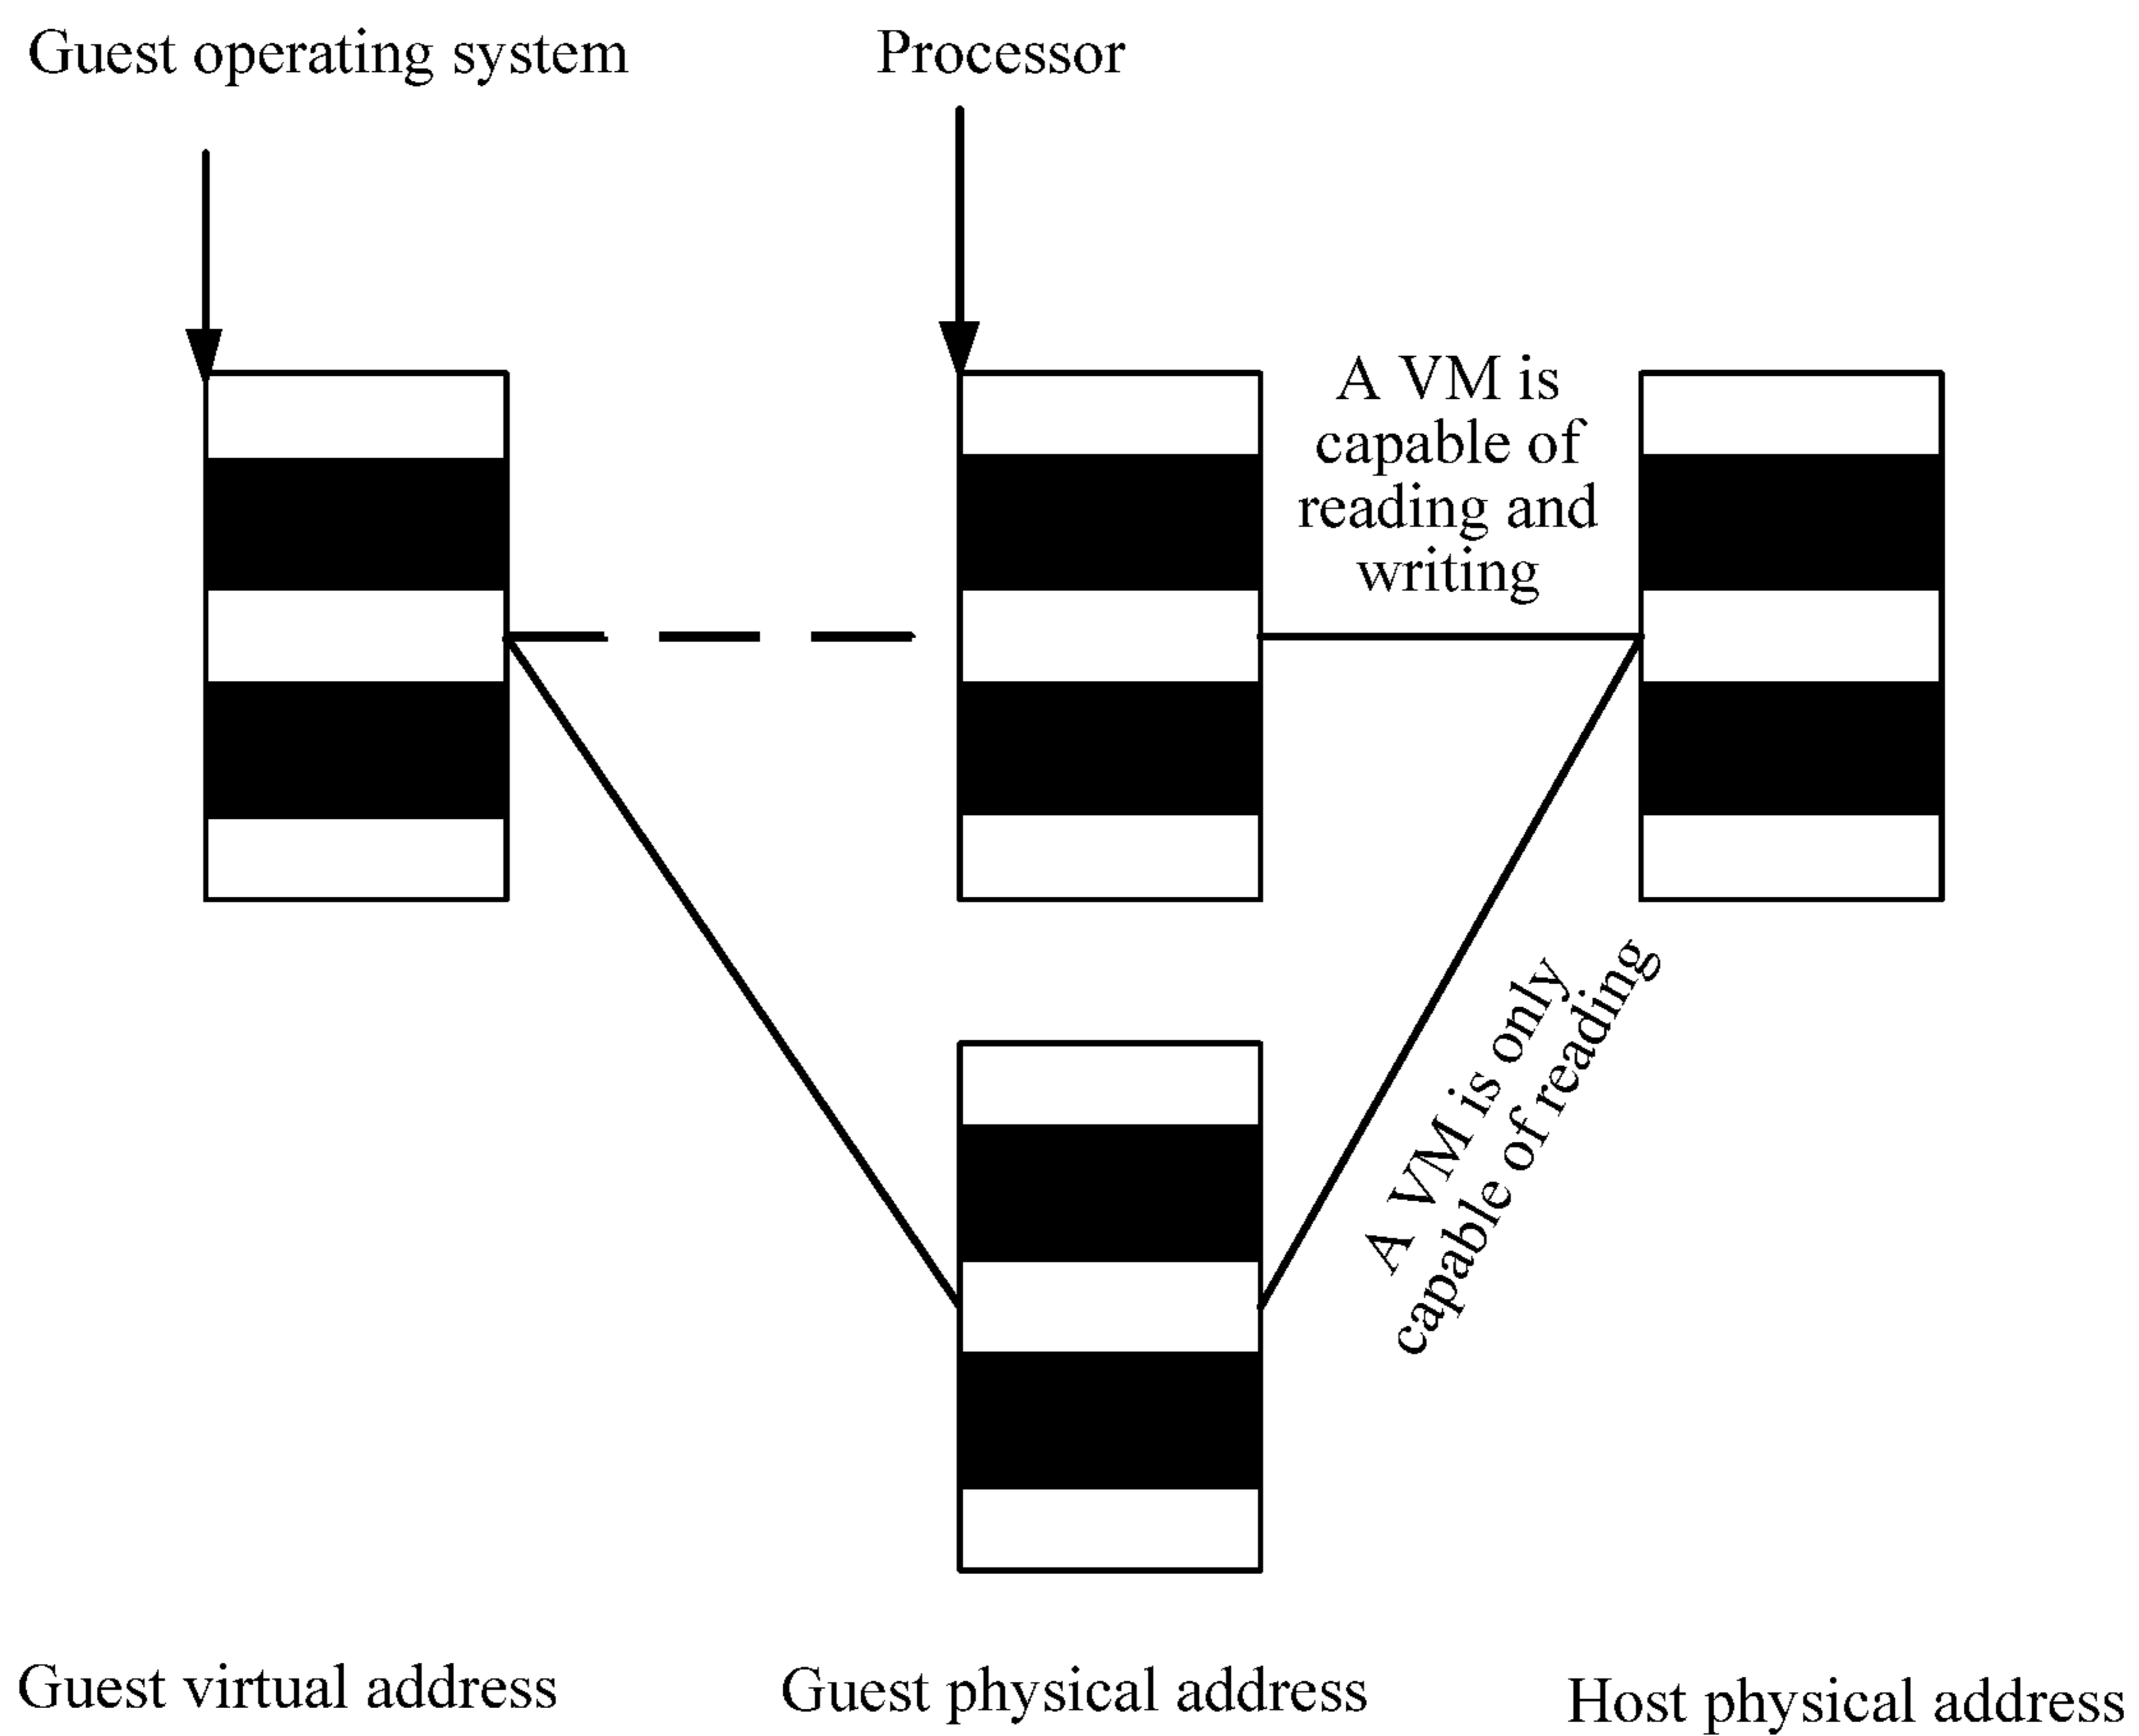 Guest operating system
Processor
A VM is
capable of
reading and
writing
A VM is only
capable of reading
Guest virtual address
Guest physical address
Host physical address